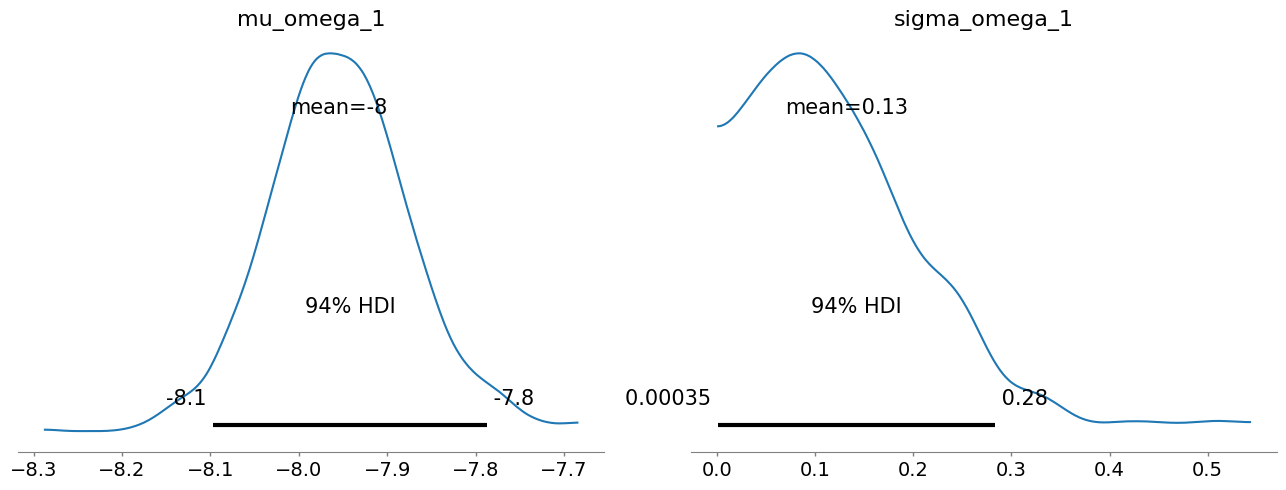 mu_omega_1
mean=-8
94% HDI
-8.1 -7.8
−8.3 −8.2 −8.1 −8.0 −7.9 −7.8 −7.7
sigma_omega_1
mean=0.13
94% HDI
0.00035 0.28
0.0 0.1 0.2 0.3 0.4 0.5